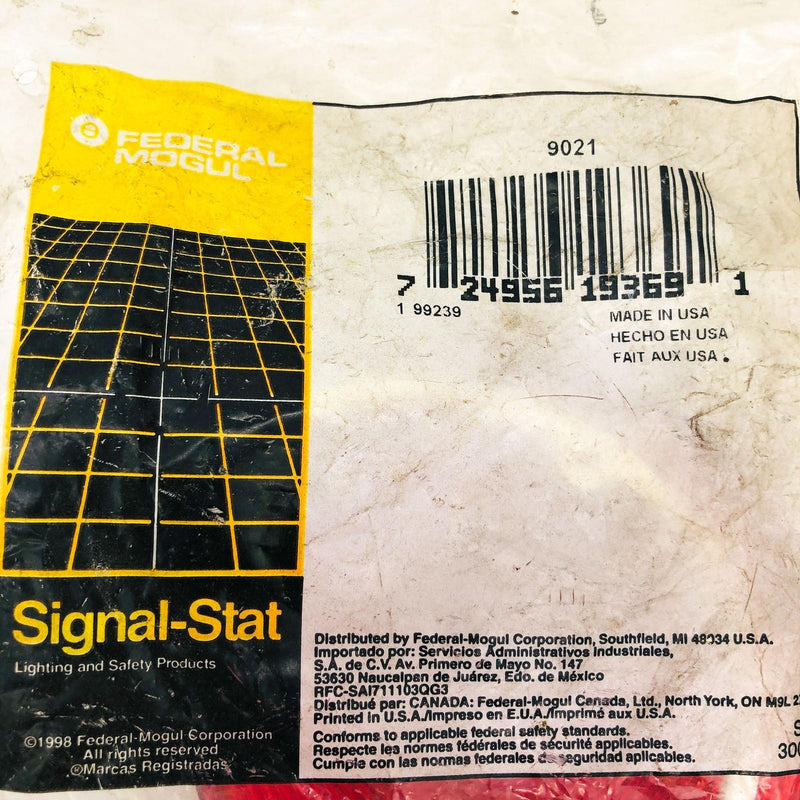 FEDERAL
MOGUL
9021
7 24956 19369 1
1 99239
MADE IN USA
HECHO EN USA
FAIT AUX USA
Signal-Stat
Lighting and Safety Products
©1998 Federal-Mogul Corporation
All rights reserved
®Marcas Registradas
Distributed by Federal-Mogul Corporation, Southfield, MI 48034 U.S.A.
Importado por: Servicios Administrativos Industriales,
S.A. de C.V. Av. Primero de Mayo No. 147
53630 Naucalpan de Juárez, Edo. de México
RFC-SAI711103QG3
Distribué par: CANADA: Federal-Mogul Canada, Ltd., North York, ON M9L
Printed in U.S.A./Impreso en E.U.A./Imprimé aux U.S.A.
Conforms to applicable federal safety standards.
Respecte les normes fédérales de sécurité applicables.
Cumple con las normas federales de seguridad aplicables.